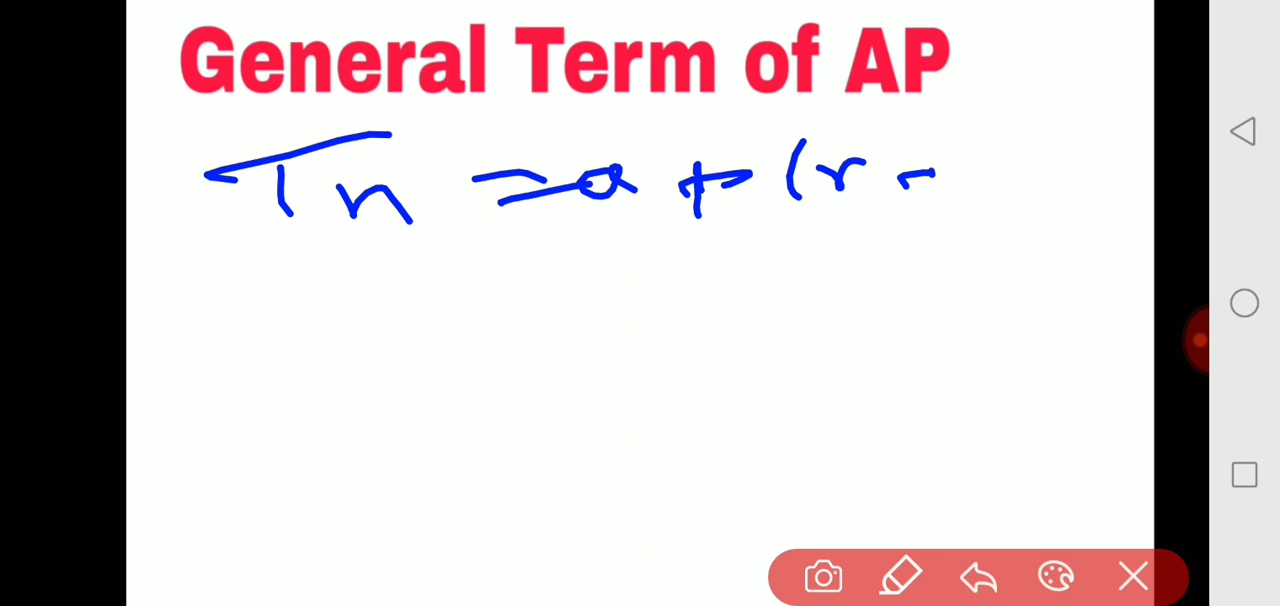 General Term of AP
Tn = a + (r -